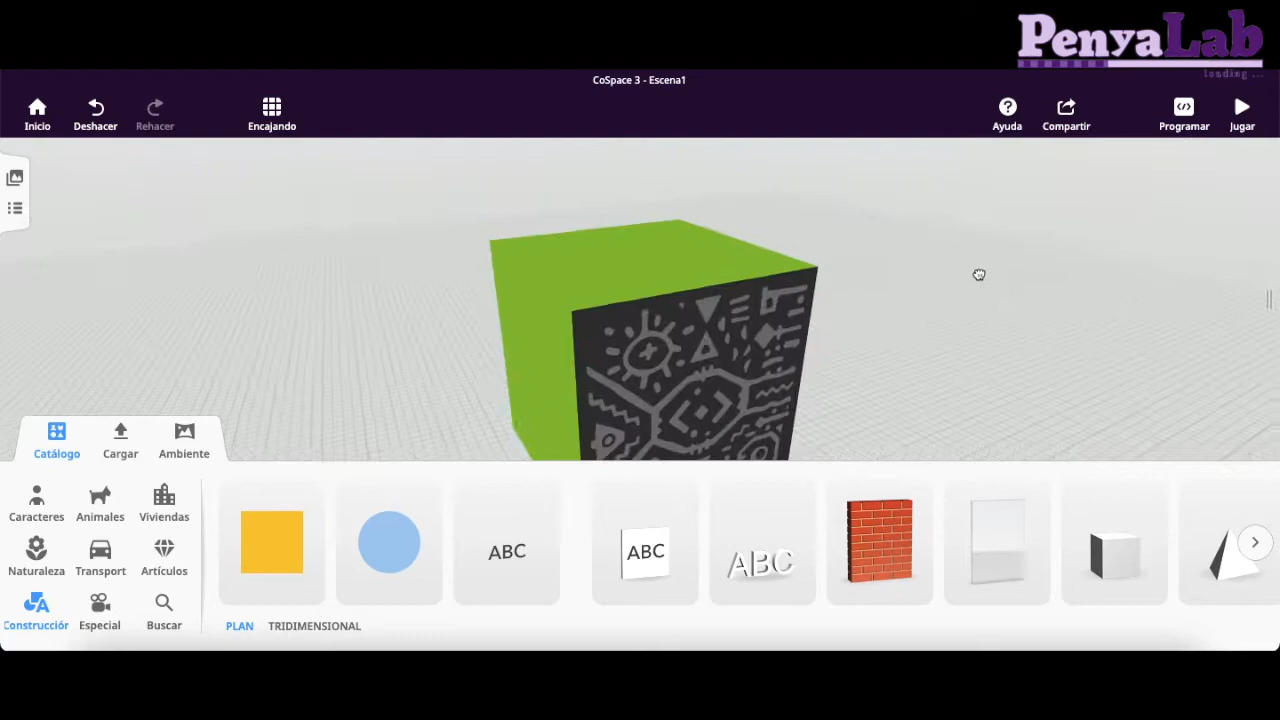 PenyaLab
loading ...
CoSpace 3 - Escena1
Inicio
Deshacer
Rehacer
Encajando
Ayuda
Compartir
Programar
Jugar
Catálogo
Cargar
Ambiente
Caracteres
Animales
Viviendas
Naturaleza
Transport
Artículos
Construcción
Especial
Buscar
ABC
ABC
ABC
PLAN
TRIDIMENSIONAL